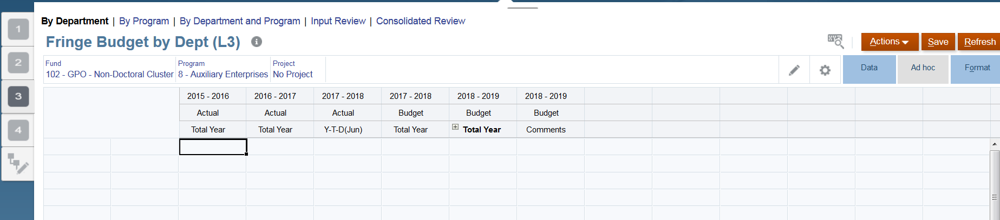 1
2
3
4
By Department | By Program | By Department and Program | Input Review | Consolidated Review
Fringe Budget by Dept (L3) i
Actions Save Refresh
Fund Program Project
102 - GPO - Non-Doctoral Cluster 8 - Auxiliary Enterprises No Project
Data Ad hoc Format
2015 - 2016 2016 - 2017 2017 - 2018 2017 - 2018 2018 - 2019 2018 - 2019
Actual Actual Actual Budget Budget Budget
Total Year Total Year Y-T-D(Jun) Total Year Total Year Comments